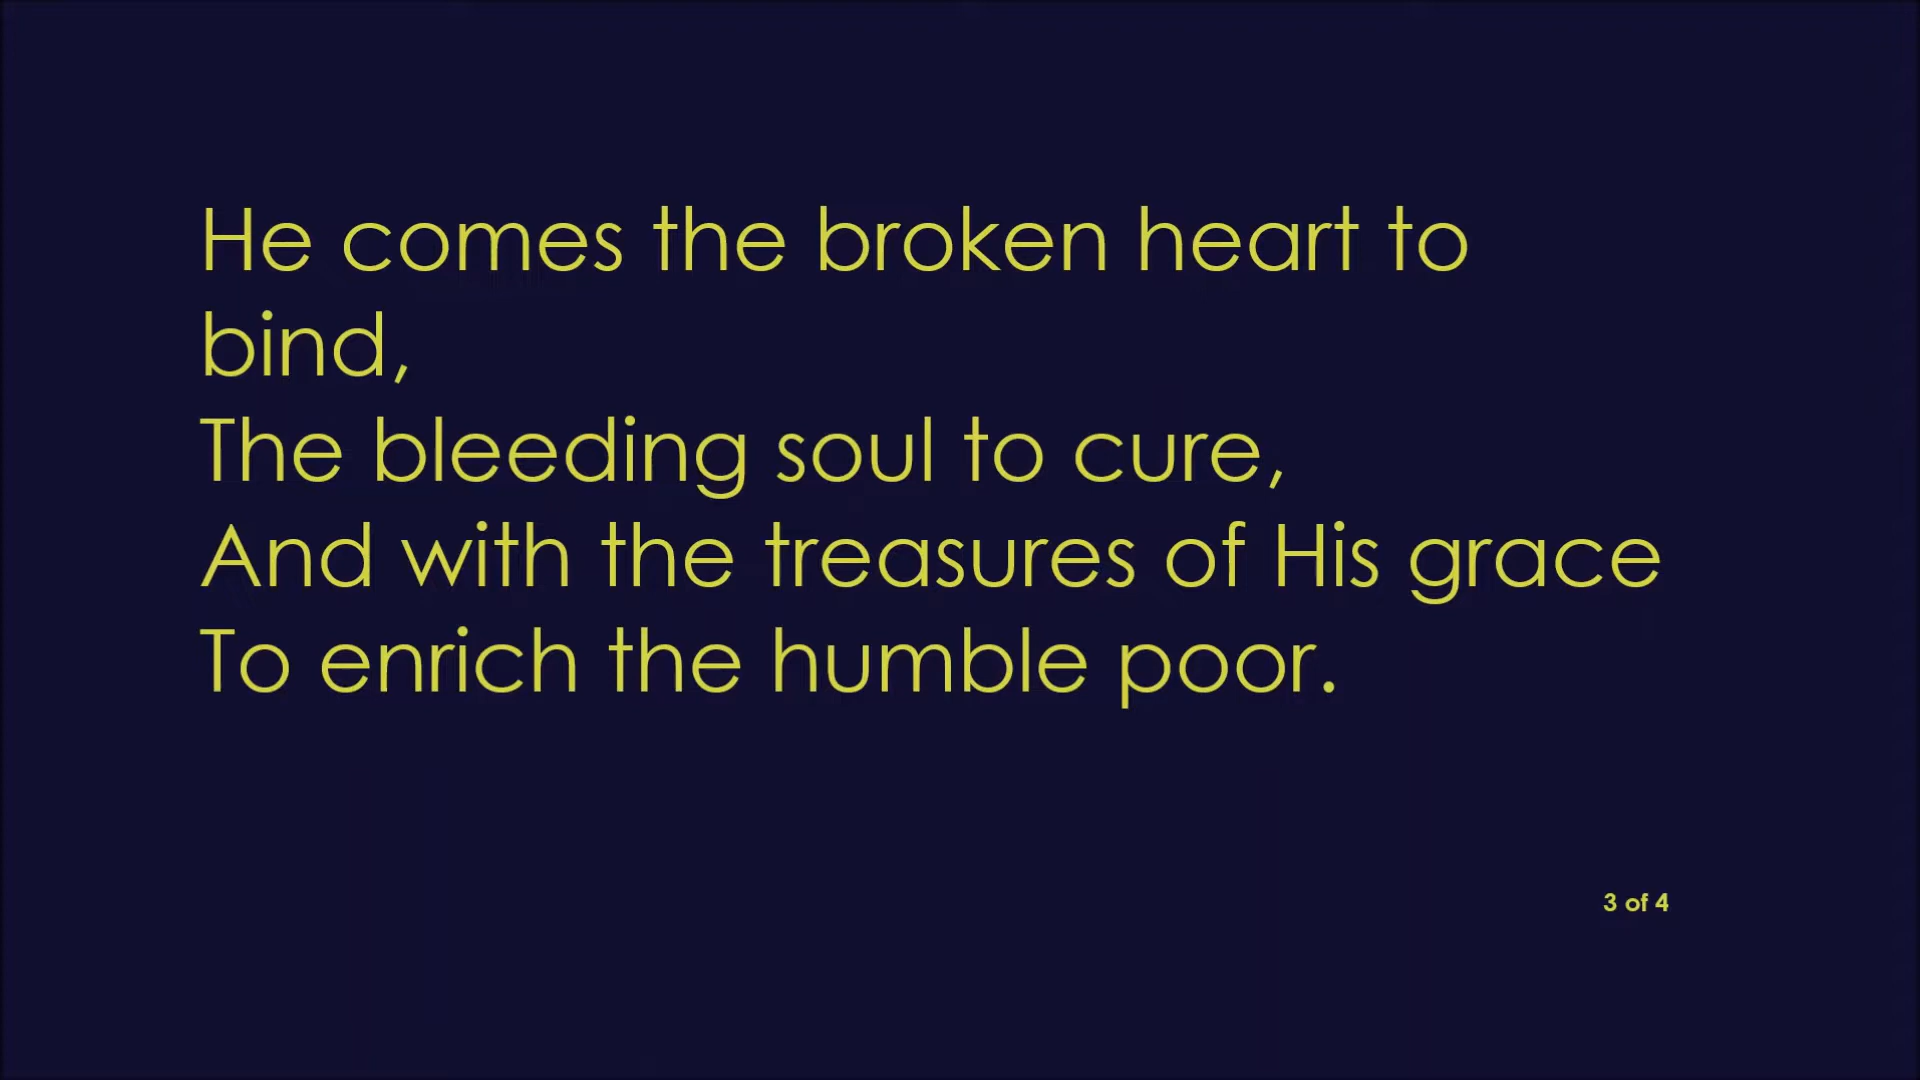 He comes the broken heart to
bind,
The bleeding soul to cure,
And with the treasures of His grace
To enrich the humble poor.
3 of 4